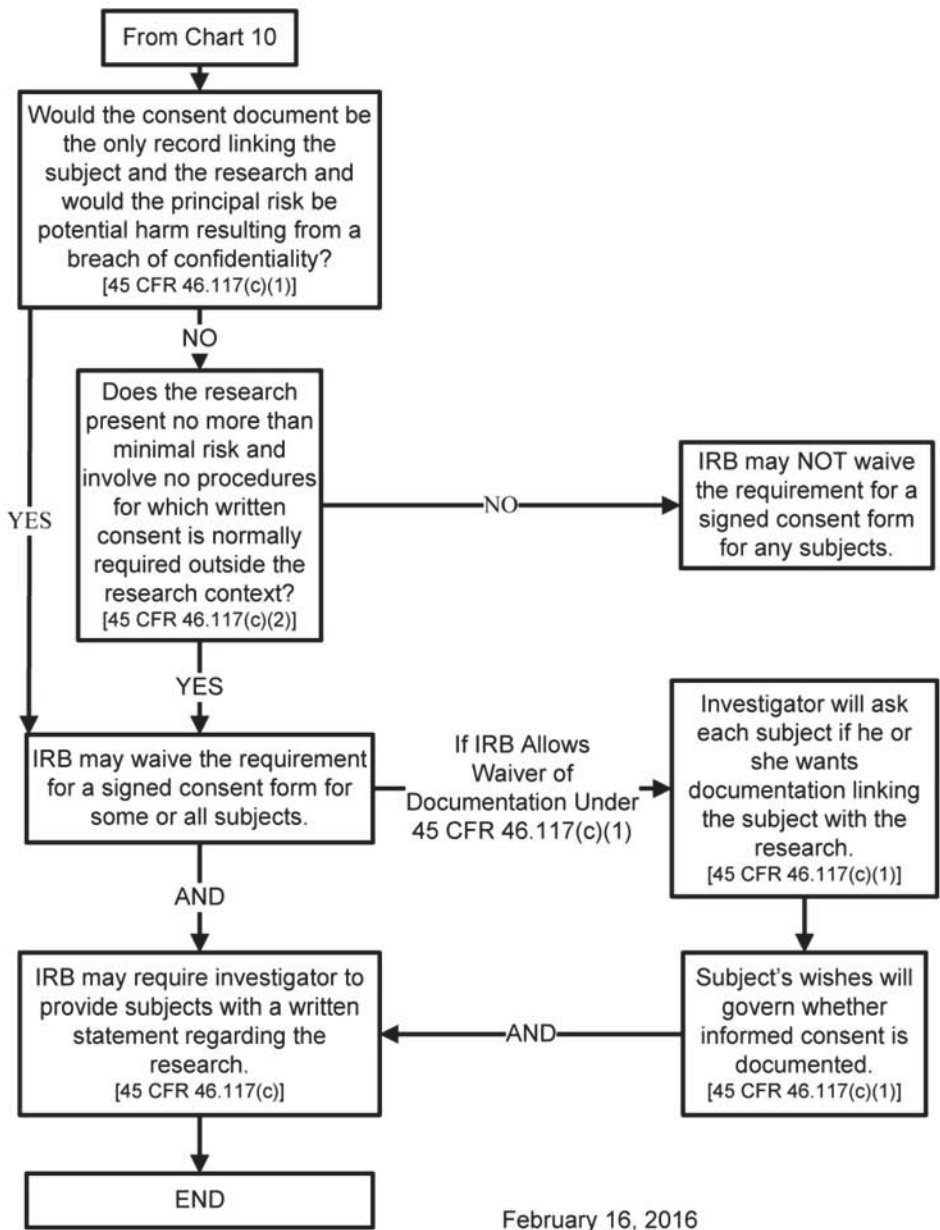 From Chart 10
Would the consent document be
the only record linking the
subject and the research and
would the principal risk be
potential harm resulting from a
breach of confidentiality?
[45 CFR 46.117(c)(1)]
NO
YES
Does the research
present no more than
minimal risk and
involve no procedures
for which written
consent is normally
required outside the
research context?
[45 CFR 46.117(c)(2)]
NO
IRB may NOT waive
the requirement for a
signed consent form
for any subjects.
YES
IRB may waive the requirement
for a signed consent form for
some or all subjects.
If IRB Allows
Waiver of
Documentation Under
45 CFR 46.117(c)(1)
Investigator will ask
each subject if he or
she wants
documentation linking
the subject with the
research.
[45 CFR 46.117(c)(1)]
AND
IRB may require investigator to
provide subjects with a written
statement regarding the
research.
[45 CFR 46.117(c)]
AND
Subject's wishes will
govern whether
informed consent is
documented.
[45 CFR 46.117(c)(1)]
END
February 16, 2016